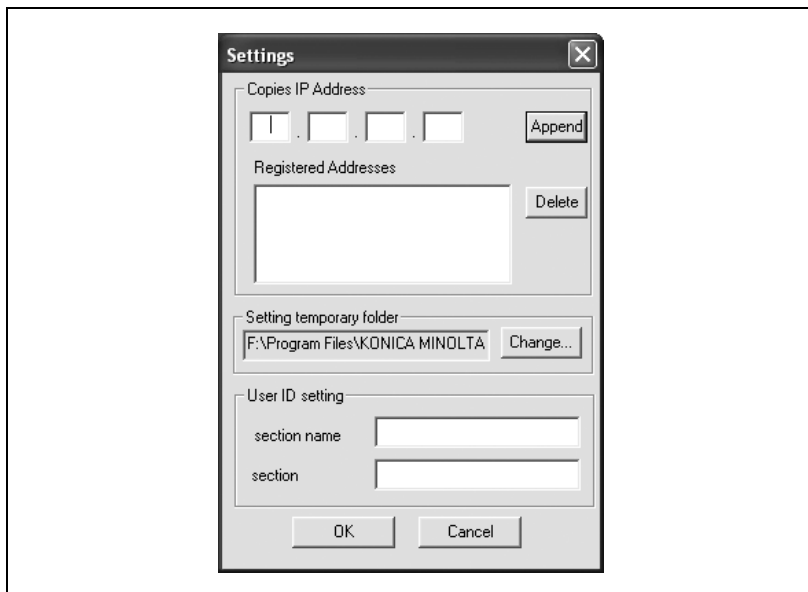 Settings
Copies IP Address
. . .
Append
Registered Addresses
Delete
Setting temporary folder
F:\Program Files\KONICA MINOLTA
Change...
User ID setting
section name
section
OK
Cancel